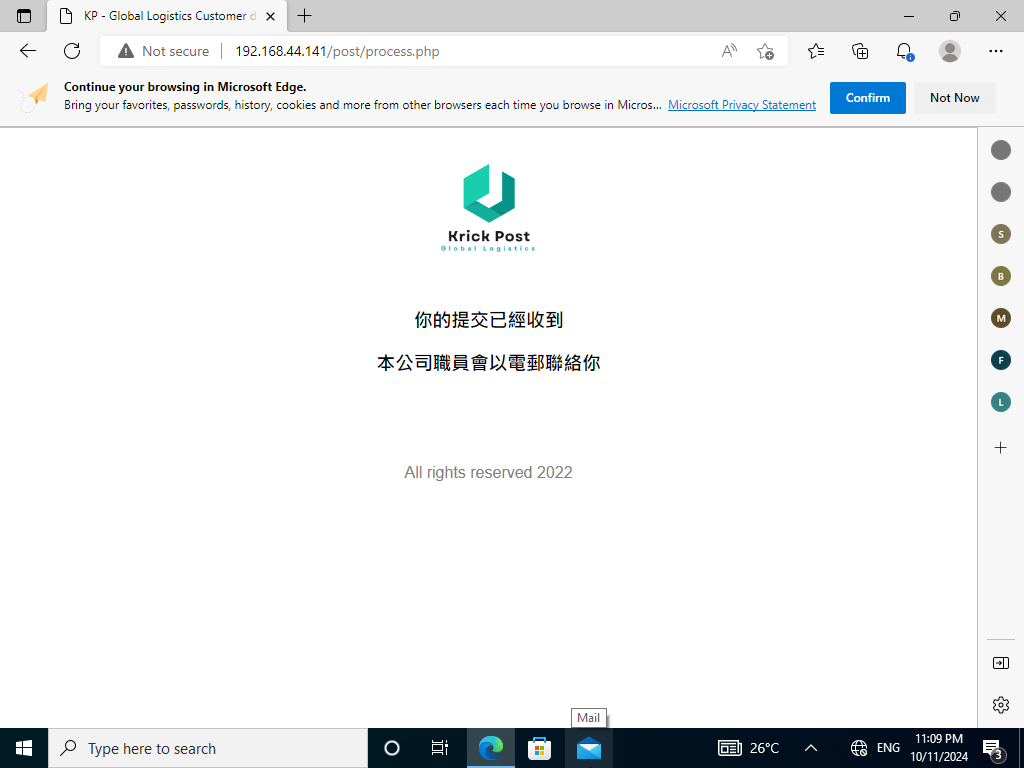 KP - Global Logistics Customer d
Not secure
192.168.44.141/post/process.php
Continue your browsing in Microsoft Edge.
Bring your favorites, passwords, history, cookies and more from other browsers each time you browse in Micros... Microsoft Privacy Statement
Confirm
Not Now
Krick Post
Global Logistics
你的提交已經收到
本公司職員會以電郵聯絡你
All rights reserved 2022
S
B
M
F
L
Mail
Type here to search
26°C
ENG
11:09 PM
10/11/2024
3